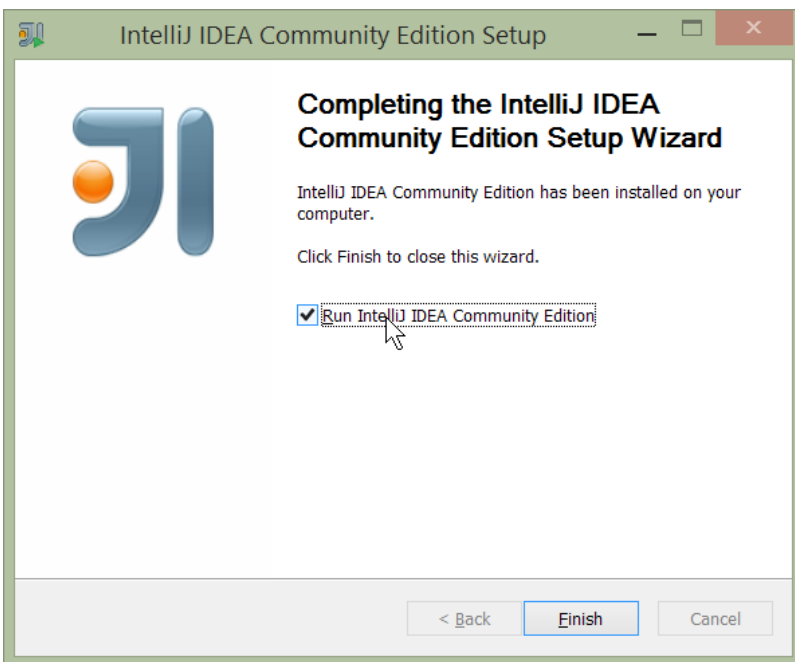 IntelliJ IDEA Community Edition Setup
Completing the IntelliJ IDEA
Community Edition Setup Wizard
IntelliJ IDEA Community Edition has been installed on your
computer.
Click Finish to close this wizard.
Run IntelliJ IDEA Community Edition
< Back Finish Cancel